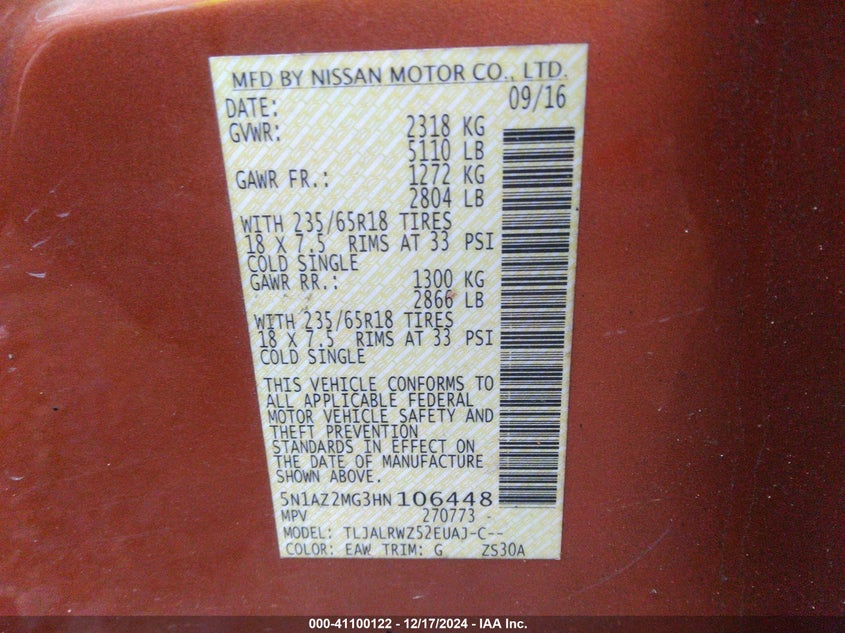 MFD BY NISSAN MOTOR CO., LTD.
DATE: 09/16
GVWR: 2318 KG
5110 LB
GAWR FR.: 1272 KG
2804 LB
WITH 235/65R18 TIRES
18 X 7.5 RIMS AT 33 PSI
COLD SINGLE
GAWR RR.: 1300 KG
2866 LB
WITH 235/65R18 TIRES
18 X 7.5 RIMS AT 33 PSI
COLD SINGLE
THIS VEHICLE CONFORMS TO
ALL APPLICABLE FEDERAL
MOTOR VEHICLE SAFETY AND
THEFT PREVENTION
STANDARDS IN EFFECT ON
THE DATE OF MANUFACTURE
SHOWN ABOVE.
5N1AZ2MG3HN106448
MPV 270773
MODEL: TLJALRWZ52EUAJ-C--
COLOR: EAW TRIM: G ZS30A
000-41100122 - 12/17/2024 - IAA Inc.